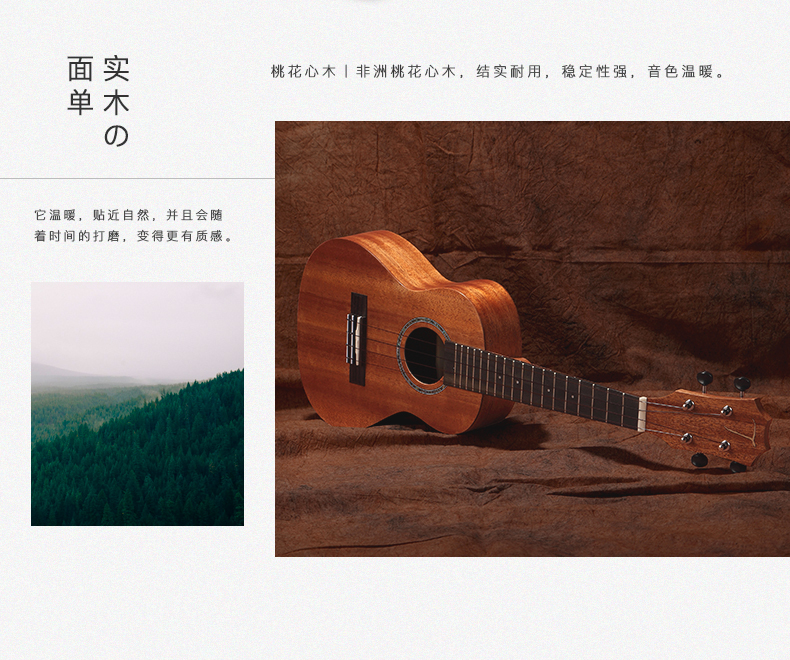 实木の
面单
桃花心木丨非洲桃花心木，结实耐用，稳定性强，音色温暖。
它温暖，贴近自然，并且会随
着时间的打磨，变得更有质感。